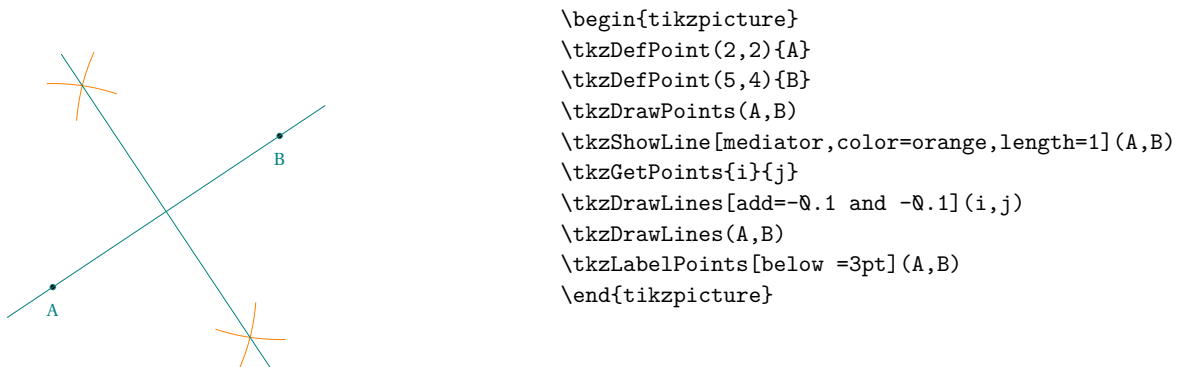 \begin{tikzpicture}
\tkzDefPoint(2,2){A}
\tkzDefPoint(5,4){B}
\tkzDrawPoints(A,B)
\tkzShowLine[mediator,color=orange,length=1](A,B)
\tkzGetPoints{i}{j}
\tkzDrawLines[add=-0.1 and -0.1](i,j)
\tkzDrawLines(A,B)
\tkzLabelPoints[below =3pt](A,B)
\end{tikzpicture}
B
A